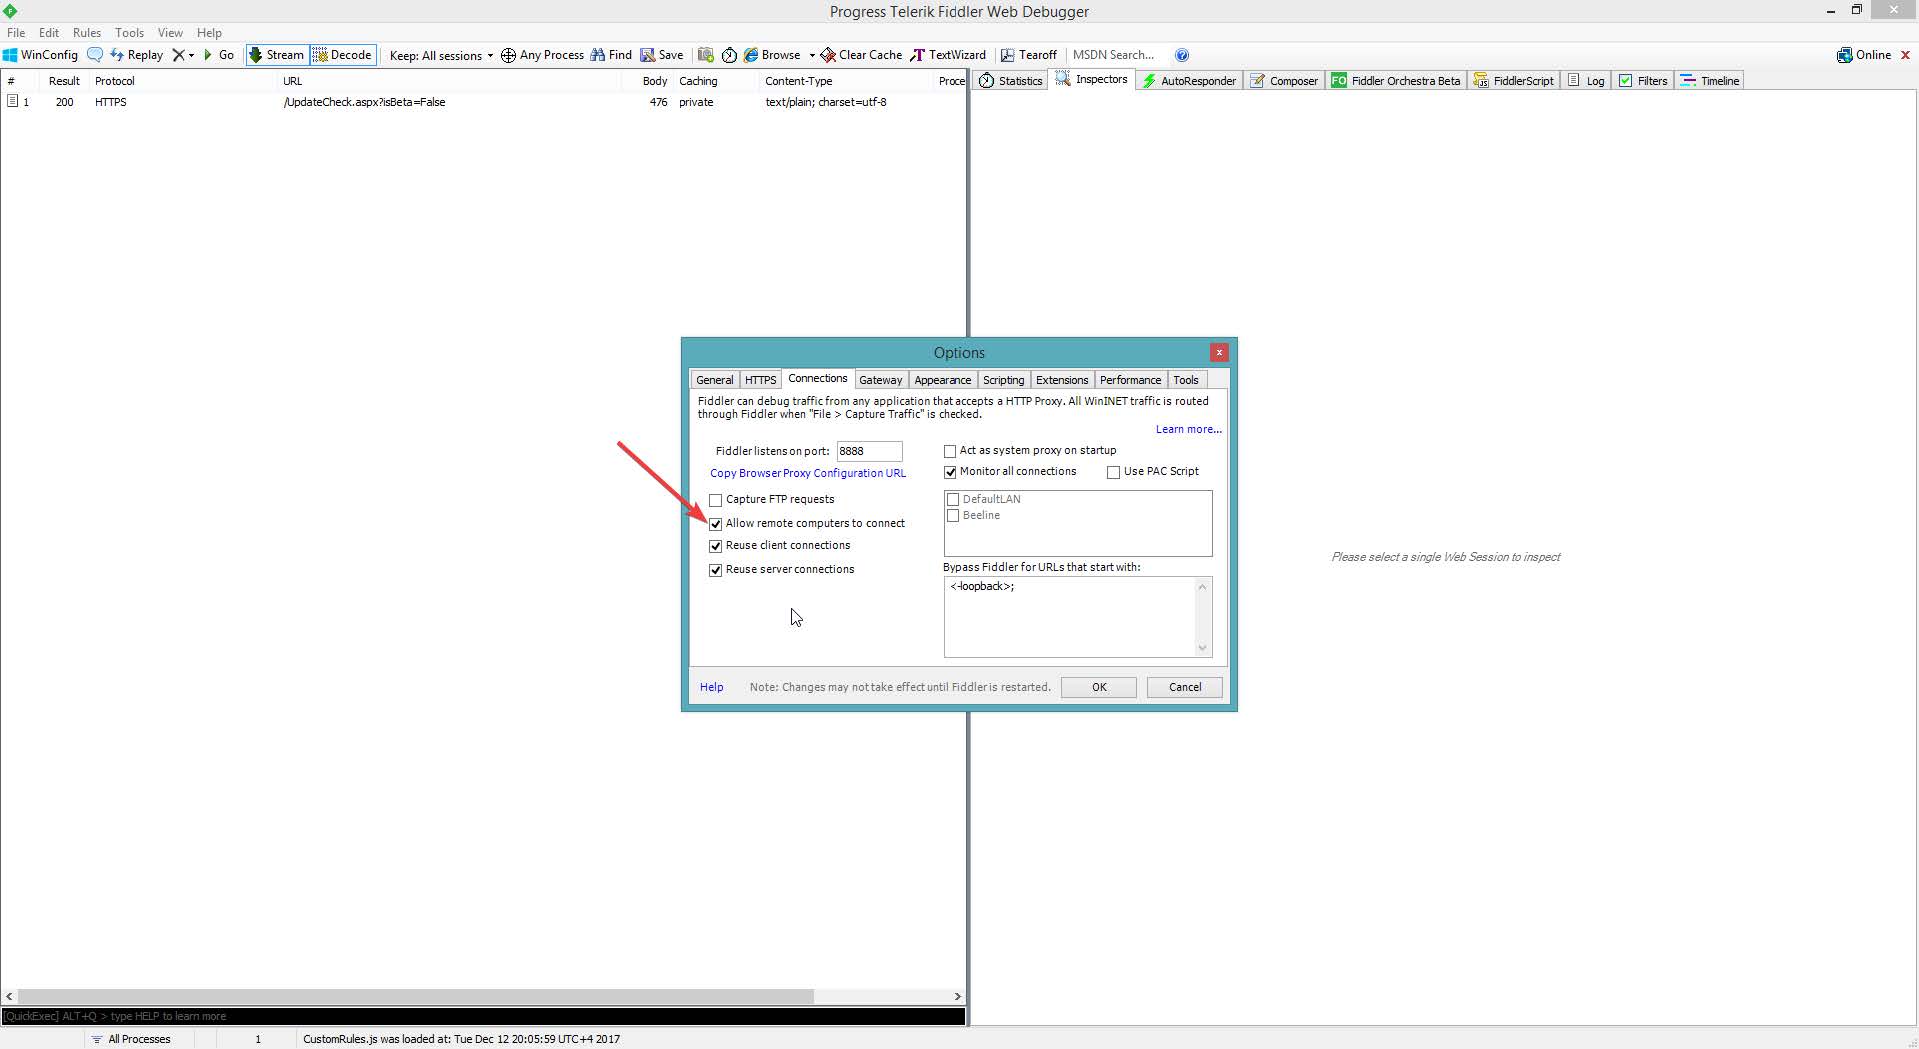 Progress Telerik Fiddler Web Debugger
File Edit Rules Tools View Help
WinConfig Replay Go Stream Decode Keep: All sessions Any Process Find Save Browse Clear Cache TextWizard Tearoff MSDN Search... Online
# Result Protocol URL Body Caching Content-Type Proce
1 200 HTTPS /UpdateCheck.aspx?isBeta=False 476 private text/plain; charset=utf-8
Statistics Inspectors AutoResponder Composer FO Fiddler Orchestra Beta FiddlerScript Log Filters Timeline
Options
General HTTPS Connections Gateway Appearance Scripting Extensions Performance Tools
Fiddler can debug traffic from any application that accepts a HTTP Proxy. All WinINET traffic is routed
through Fiddler when "File > Capture Traffic" is checked.
Learn more...
Fiddler listens on port: 8888
Copy Browser Proxy Configuration URL
Capture FTP requests
Allow remote computers to connect
Reuse client connections
Reuse server connections
Act as system proxy on startup
Monitor all connections Use PAC Script
DefaultLAN
Beeline
Bypass Fiddler for URLs that start with:
<-loopback>;
Help Note: Changes may not take effect until Fiddler is restarted. OK Cancel
Please select a single Web Session to inspect
[QuickExec] ALT+Q > type HELP to learn more
All Processes 1 CustomRules.js was loaded at: Tue Dec 12 20:05:59 UTC+4 2017